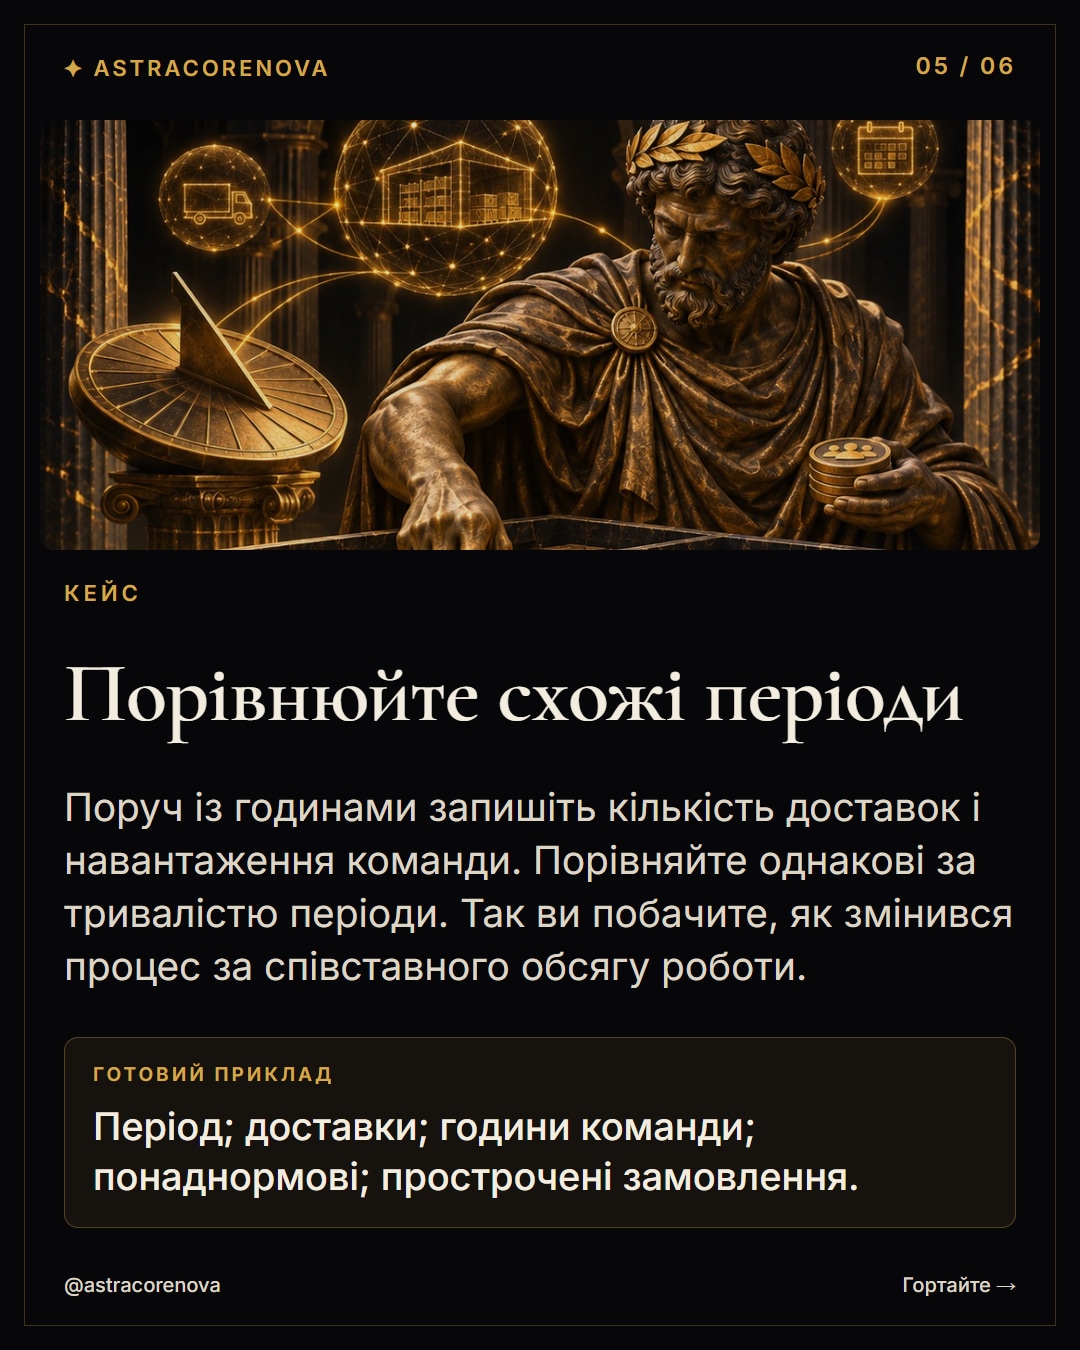 ✦ ASTRACORENOVA
05 / 06
КЕЙС
Порівнюйте схожі періоди
Поруч із годинами запишіть кількість доставок і
навантаження команди. Порівняйте однакові за
тривалістю періоди. Так ви побачите, як змінився
процес за співставного обсягу роботи.
ГОТОВИЙ ПРИКЛАД
Період; доставки; години команди;
понаднормові; прострочені замовлення.
@astracorenova
Гортайте →